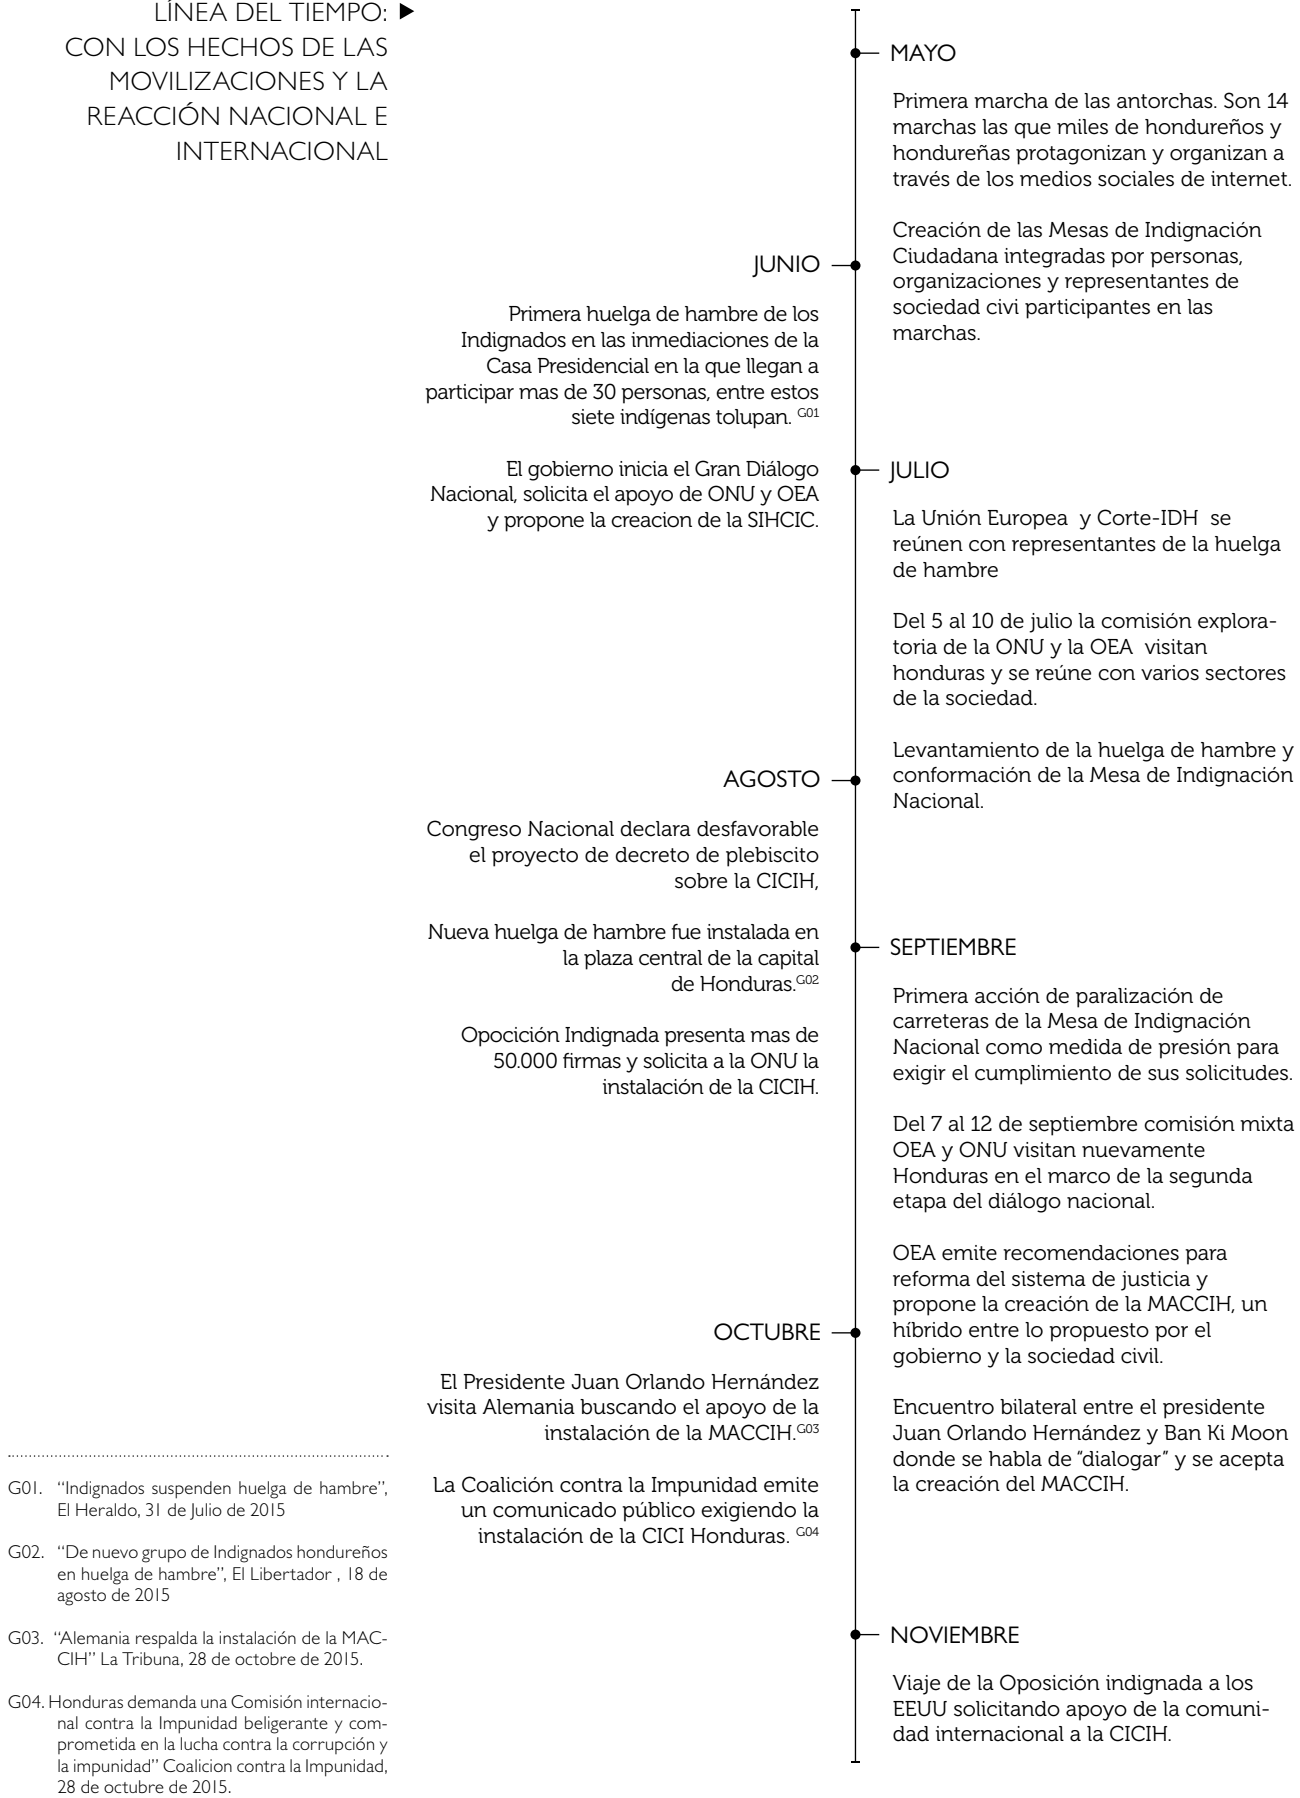 LÍNEA DEL TIEMPO:
CON LOS HECHOS DE LAS
MOVILIZACIONES Y LA
REACCIÓN NACIONAL E
INTERNACIONAL
MAYO
Primera marcha de las antorchas. Son 14
marchas las que miles de hondureños y
hondureñas protagonizan y organizan a
través de los medios sociales de internet.
Creación de las Mesas de Indignación
Ciudadana integradas por personas,
organizaciones y representantes de
sociedad civi participantes en las
marchas.
JUNIO
Primera huelga de hambre de los
Indignados en las inmediaciones de la
Casa Presidencial en la que llegan a
participar mas de 30 personas, entre estos
siete indígenas tolupan. G01
El gobierno inicia el Gran Diálogo
Nacional, solicita el apoyo de ONU y OEA
y propone la creacion de la SIHCIC.
JULIO
La Unión Europea y Corte-IDH se
reúnen con representantes de la huelga
de hambre
Del 5 al 10 de julio la comisión explora-
toria de la ONU y la OEA visitan
honduras y se reúne con varios sectores
de la sociedad.
Levantamiento de la huelga de hambre y
conformación de la Mesa de Indignación
Nacional.
AGOSTO
Congreso Nacional declara desfavorable
el proyecto de decreto de plebiscito
sobre la CICIH,
Nueva huelga de hambre fue instalada en
la plaza central de la capital
de Honduras.G02
Opocición Indignada presenta mas de
50.000 firmas y solicita a la ONU la
instalación de la CICIH.
SEPTIEMBRE
Primera acción de paralización de
carreteras de la Mesa de Indignación
Nacional como medida de presión para
exigir el cumplimiento de sus solicitudes.
Del 7 al 12 de septiembre comisión mixta
OEA y ONU visitan nuevamente
Honduras en el marco de la segunda
etapa del diálogo nacional.
OEA emite recomendaciones para
reforma del sistema de justicia y
propone la creación de la MACCIH, un
híbrido entre lo propuesto por el
gobierno y la sociedad civil.
Encuentro bilateral entre el presidente
Juan Orlando Hernández y Ban Ki Moon
donde se habla de "dialogar" y se acepta
la creación del MACCIH.
OCTUBRE
El Presidente Juan Orlando Hernández
visita Alemania buscando el apoyo de la
instalación de la MACCIH.G03
La Coalición contra la Impunidad emite
un comunicado público exigiendo la
instalación de la CICI Honduras. G04
NOVIEMBRE
Viaje de la Oposición indignada a los
EEUU solicitando apoyo de la comuni-
dad internacional a la CICIH.
G01. “Indignados suspenden huelga de hambre”,
El Heraldo, 31 de Julio de 2015
G02. “De nuevo grupo de Indignados hondureños
en huelga de hambre”, El Libertador , 18 de
agosto de 2015
G03. “Alemania respalda la instalación de la MAC-
CIH” La Tribuna, 28 de octubre de 2015.
G04. Honduras demanda una Comisión internacio-
nal contra la Impunidad beligerante y com-
prometida en la lucha contra la corrupción y
la impunidad” Coalicion contra la Impunidad,
28 de octubre de 2015.